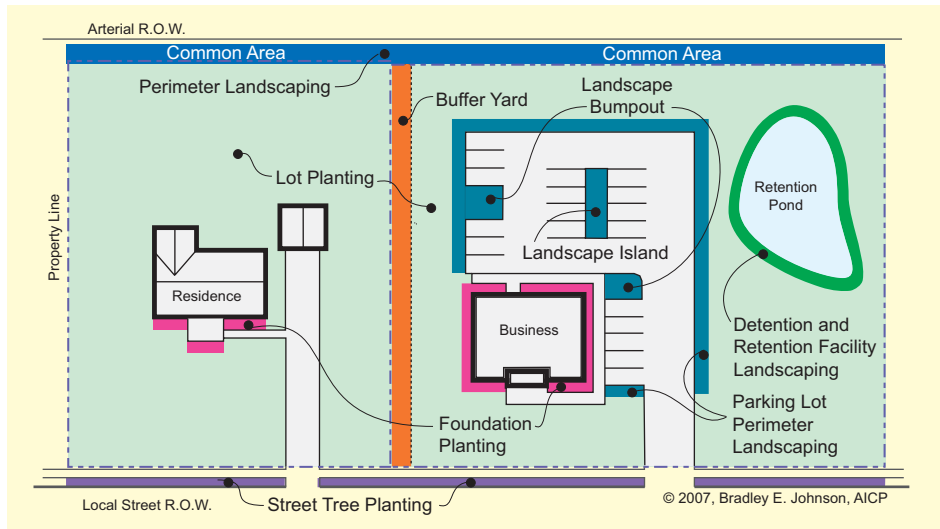 Arterial R.O.W.
Common Area
Common Area
Perimeter Landscaping
Buffer Yard
Landscape
Bumpout
Lot Planting
Retention
Pond
Property Line
Landscape Island
Residence
Business
Detention and
Retention Facility
Landscaping
Foundation
Planting
Parking Lot
Perimeter
Landscaping
Local Street R.O.W.
Street Tree Planting
© 2007, Bradley E. Johnson, AICP